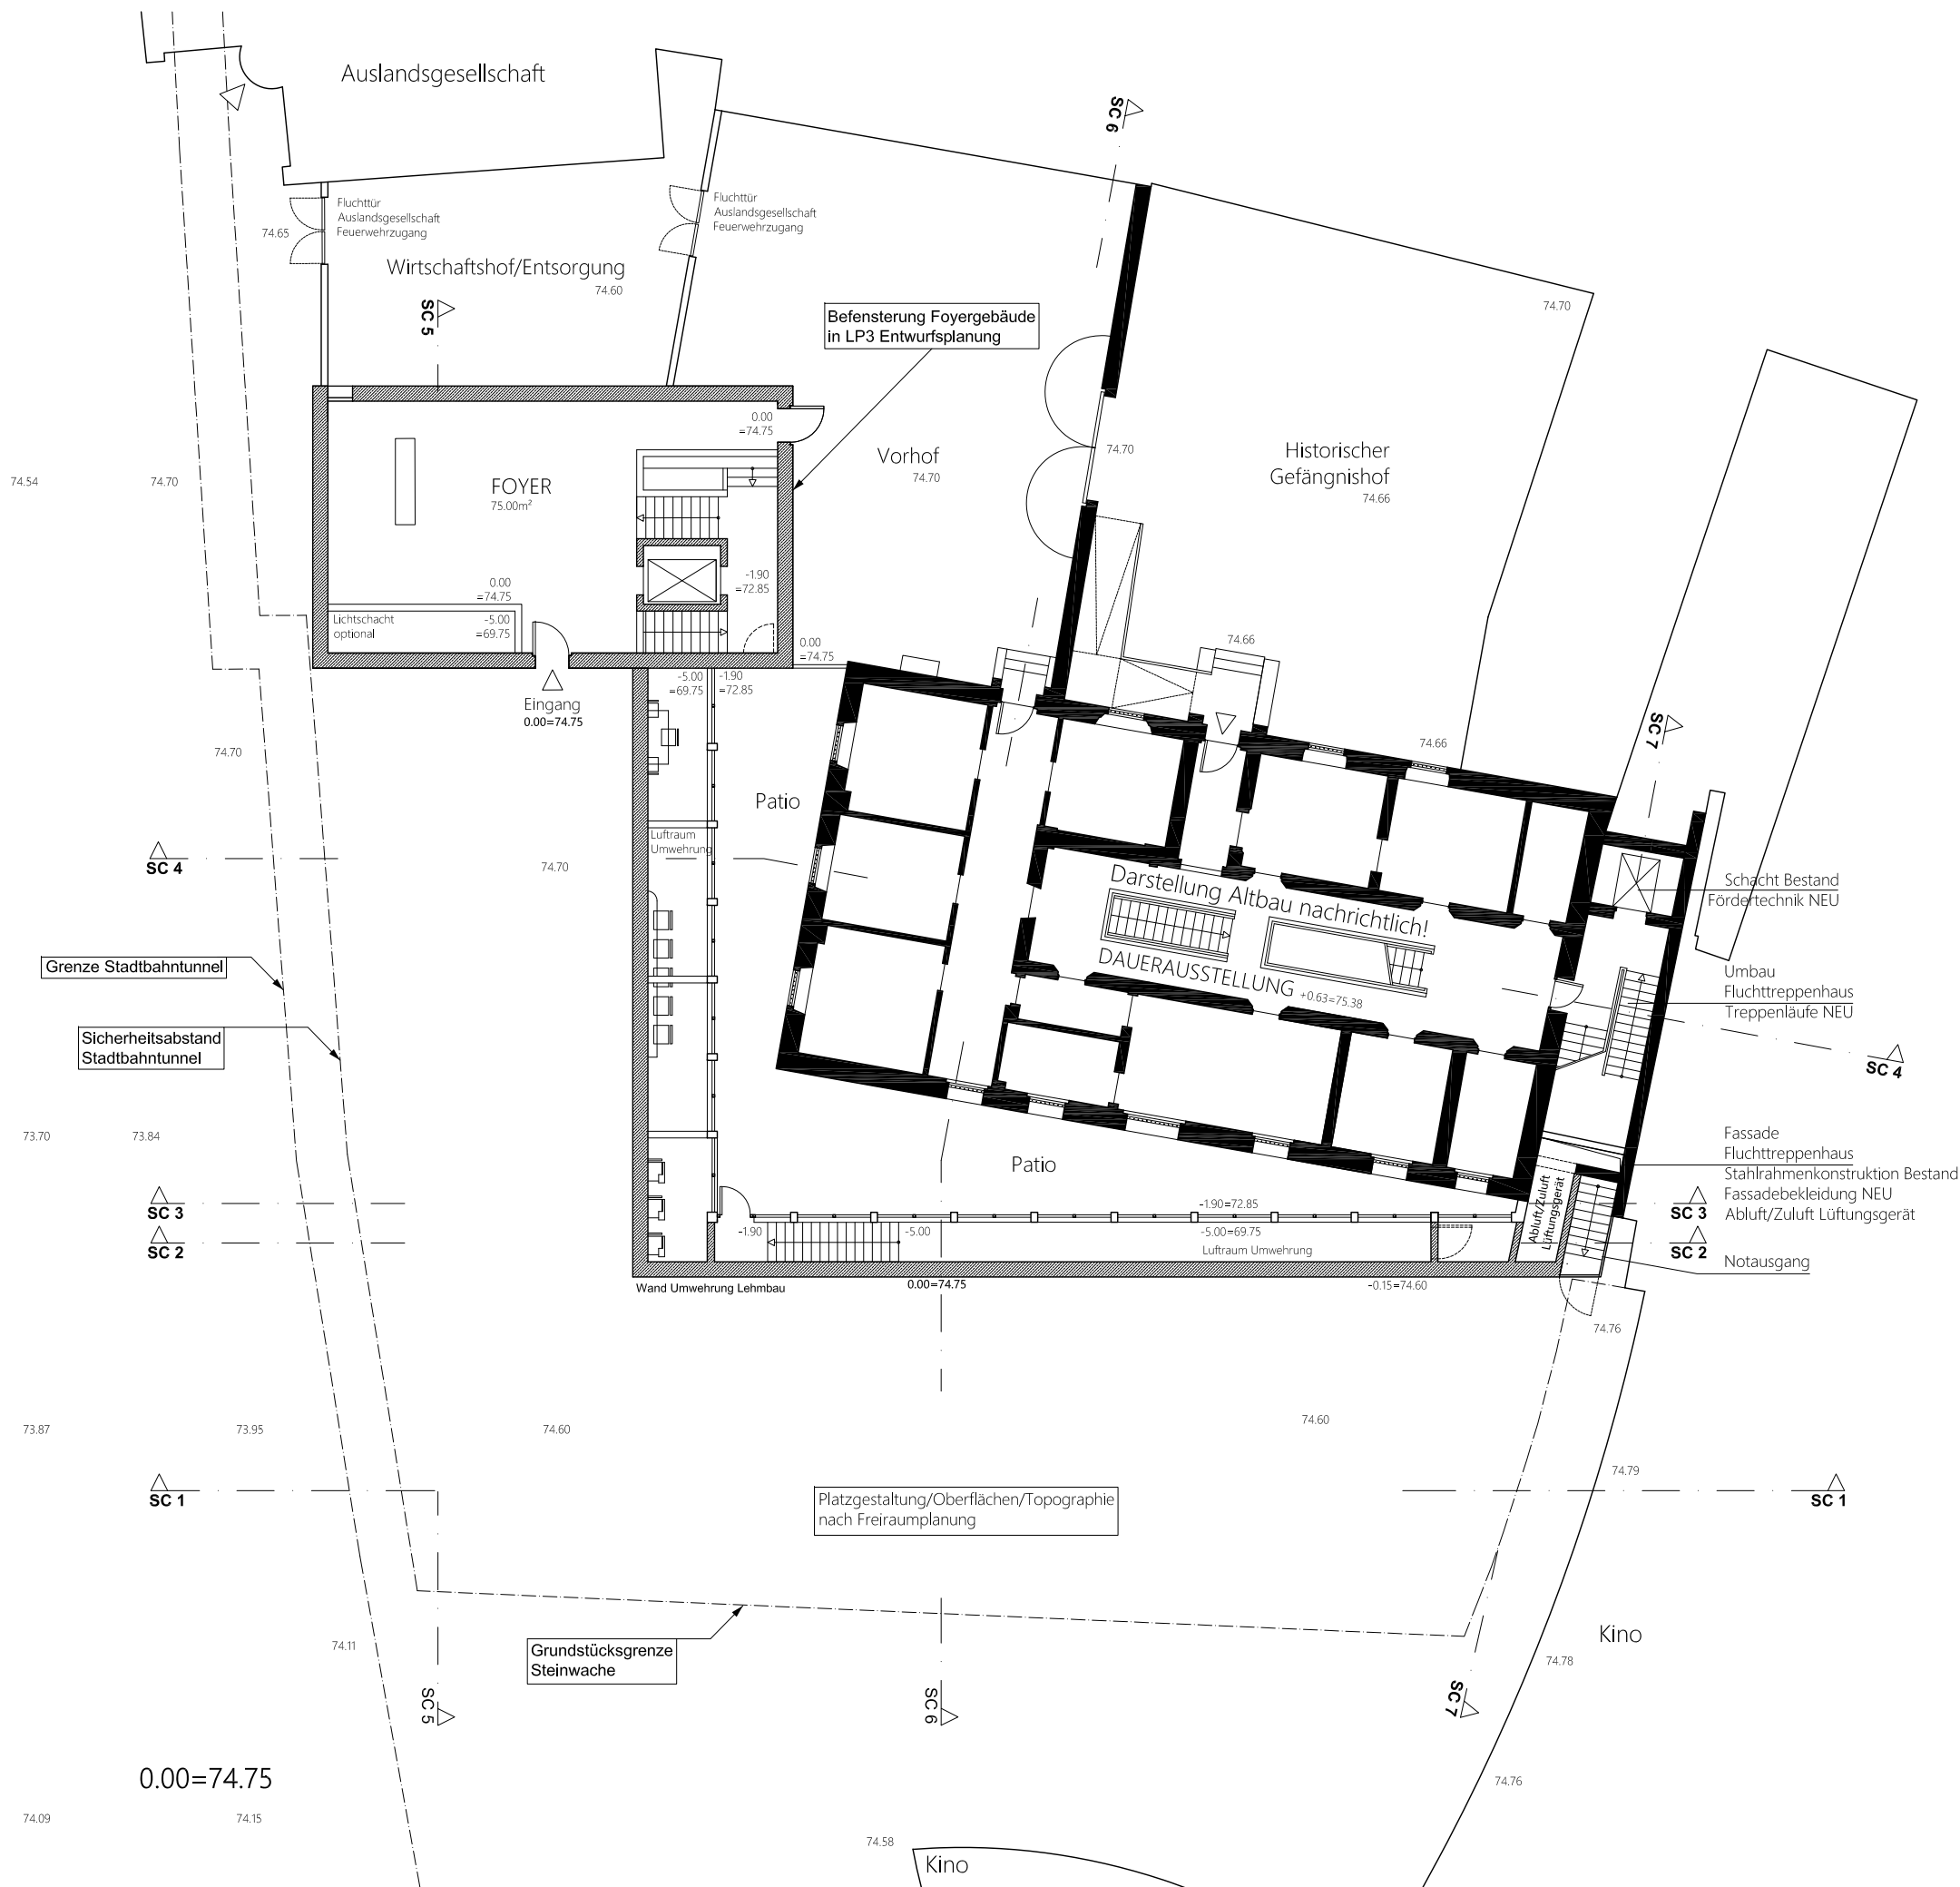 Auslandsgesellschaft
SC 6
Fluchttür
Auslandsgesellschaft
Feuerwehrzugang
74.65
Fluchttür
Auslandsgesellschaft
Feuerwehrzugang
Wirtschaftshof/Entsorgung
74.60
SC 5
Befensterung Foyergebäude
in LP3 Entwurfsplanung
74.70
0.00
=74.75
Vorhof
74.70
74.70
Historischer
Gefängnishof
74.66
74.54
74.70
FOYER
75.00m²
-1.90
=72.85
0.00
=74.75
Lichtschacht
optional
-5.00
=69.75
0.00
=74.75
74.66
Eingang
0.00=74.75
-5.00
=69.75
-1.90
=72.85
74.70
SC 7
74.66
Patio
Luftraum
Umwehrung
SC 4
74.70
Darstellung Altbau nachrichtlich!
DAUERAUSSTELLUNG +0.63=75.38
Schacht Bestand
Fördertechnik NEU
Grenze Stadtbahntunnel
Umbau
Fluchttreppenhaus
Treppenläufe NEU
Sicherheitsabstand
Stadtbahntunnel
SC 4
73.70
73.84
Patio
Fassade
Fluchttreppenhaus
Stahlrahmenkonstruktion Bestand
Fassadebekleidung NEU
Abluft/Zuluft Lüftungsgerät
SC 3
SC 2
-1.90=72.85
-1.90
-5.00
-5.00=69.75
Luftraum Umwehrung
Abluft/Zuluft
Lüftungsgerät
SC 3
SC 2
Notausgang
Wand Umwehrung Lehmbau
0.00=74.75
-0.15=74.60
74.76
73.87
73.95
74.60
74.60
74.79
SC 1
SC 1
Platzgestaltung/Oberflächen/Topographie
nach Freiraumplanung
74.11
Grundstücksgrenze
Steinwache
Kino
74.78
SC 5
SC 6
SC 7
0.00=74.75
74.76
74.09
74.15
74.58
Kino